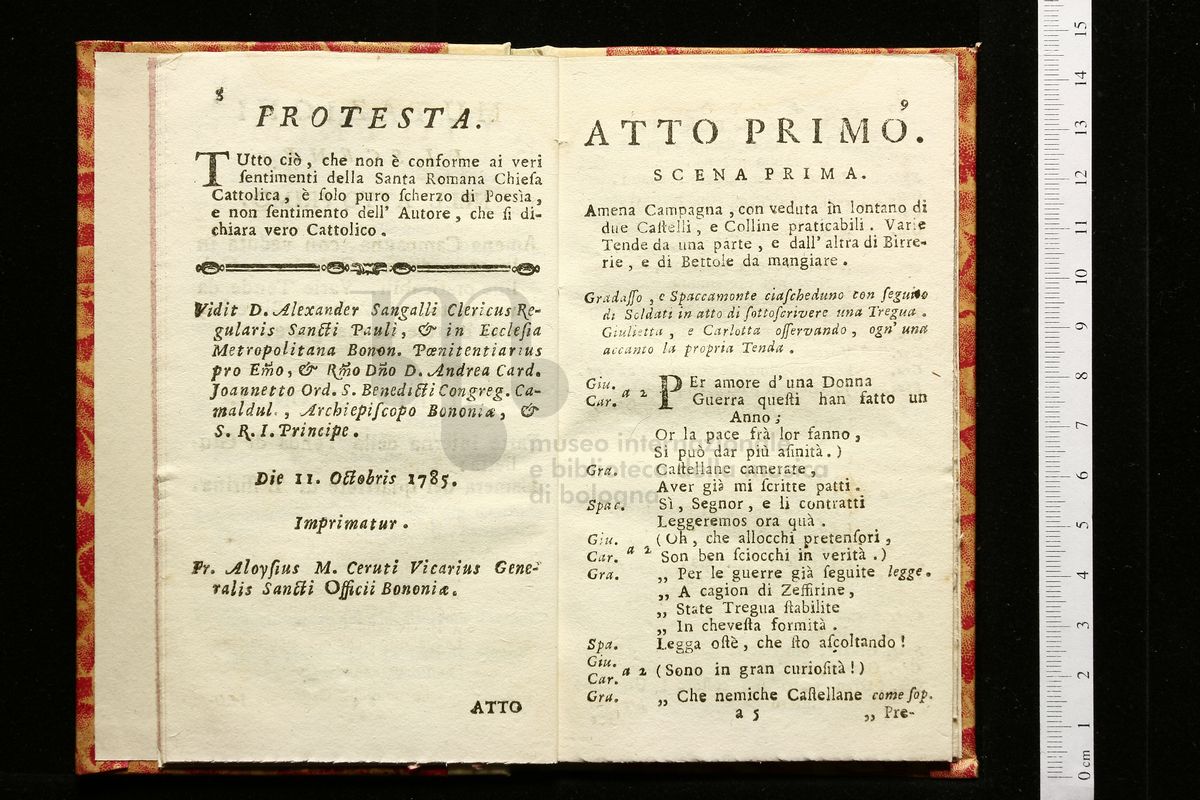 8
PROTESTA.
TUtto ciò, che non è conforme ai veri
ſentimenti della Santa Romana Chieſa
Cattolica, è ſolo puro ſcherzo di Poesìa,
e non ſentimento dell' Autore, che ſi di-
chiara vero Cattolico.
Vidit D. Alexander Sangalli Clericus Re-
gularis Sancti Pauli, & in Eccleſia
Metropolitana Bonon. Pœnitentiarius
pro Em̃o, & Rm̃o Dño D. Andrea Card.
Joannetto Ord. S. Benedicti Congreg. Ca-
maldul., Archiepiſcopo Bononiæ, &
S. R. I. Principe.
Die 11. Octobris 1785.
Imprimatur.
Fr. Aloyſius M. Ceruti Vicarius Gene-
ralis Sancti Officii Bononiæ.
ATTO
9
ATTO PRIMO.
SCENA PRIMA.
Amena Campagna, con veduta in lontano di
due Caſtelli, e Colline praticabili. Varie
Tende da una parte, e dall' altra di Birre-
rie, e di Bettole da mangiare.
Gradaſſo, e Spaccamonte ciaſcheduno con ſeguito
di Soldati in atto di ſottoſcrivere una Tregua.
Giulietta, e Carlotta oſſervando, ogn' una
accanto la propria Tenda.
Giu.
Car. a 2 PEr amore d' una Donna
Guerra queſti han fatto un
Anno;
Or la pace frà lor fanno,
Si può dar più aſinità.)
Gra. Caſtellane camerate,
Aver già mi ſcritte patti.
Spac. Sì, Segnor, e li contratti
Leggeremos ora quà.
Giu. (Oh, che allocchi pretenſori,
Car. a 2 Son ben ſciocchi in verità.)
Gra. „ Per le guerre già ſeguite legge.
„ A cagion di Zeffirine,
„ State Tregua ſtabilite
„ In cheveſta formità.
Spa. Legga oſtè, che ſto aſcoltando!
Giu.
Car. a 2 (Sono in gran curioſità!)
Gra. „ Che nemiche Caſtellane come ſop.
a 5 „ Pre-
museo internazionale
e biblioteca della musica
di bologna
15
14
13
12
11
10
9
8
7
6
5
4
3
2
1
0 cm